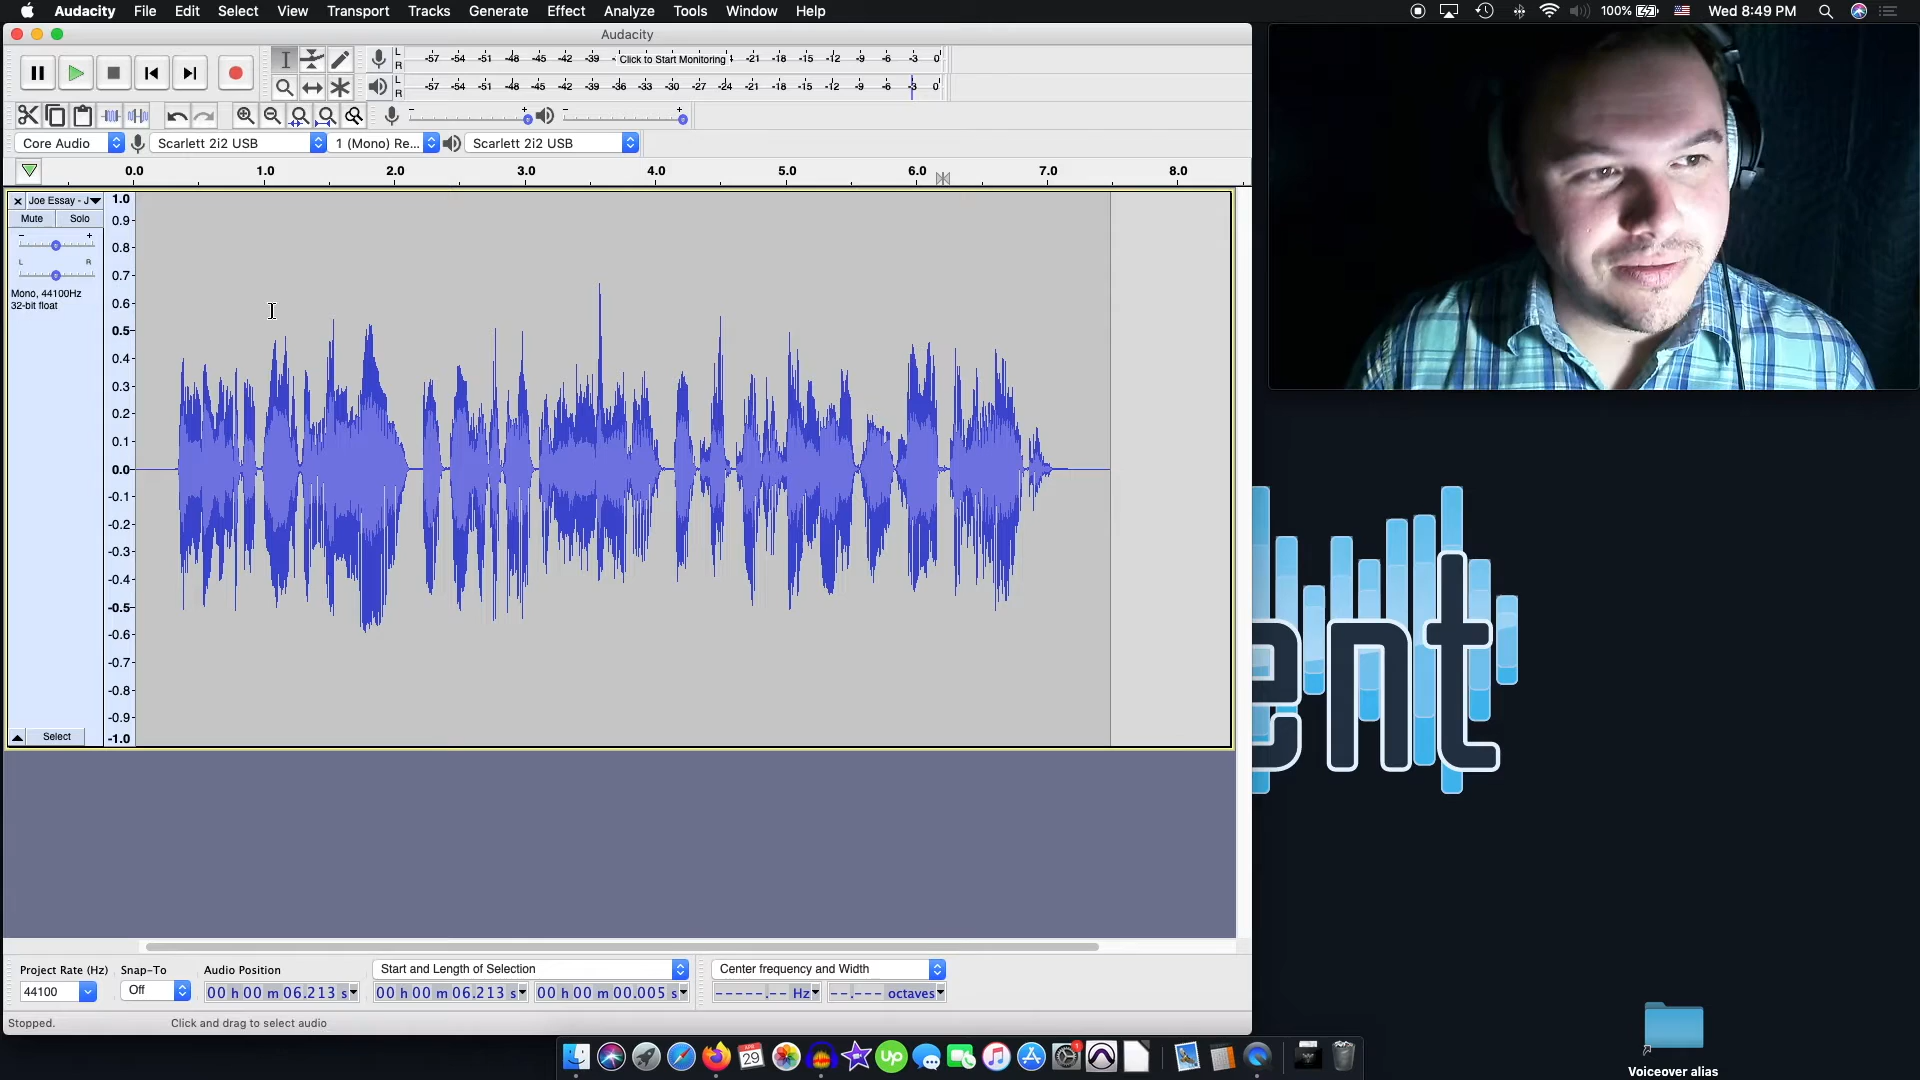 Audacity File Edit Select View Transport Tracks Generate Effect Analyze Tools Window Help 100% Wed 8:49 PM
Audacity
L -57 -54 -51 -48 -45 -42 -39 - Click to Start Monitoring -21 -18 -15 -12 -9 -6 -3 0
R
L -57 -54 -51 -48 -45 -42 -39 -36 -33 -30 -27 -24 -21 -18 -15 -12 -9 -6 -3 0
R
Core Audio Scarlett 2i2 USB 1 (Mono) Re... Scarlett 2i2 USB
0.0 1.0 2.0 3.0 4.0 5.0 6.0 7.0 8.0
Joe Essay - J
Mute Solo
- +
L R
Mono, 44100Hz
32-bit float
Select
1.0
0.9
0.8
0.7
0.6
0.5
0.4
0.3
0.2
0.1
0.0
-0.1
-0.2
-0.3
-0.4
-0.5
-0.6
-0.7
-0.8
-0.9
-1.0
ent
Project Rate (Hz) Snap-To Audio Position Start and Length of Selection Center frequency and Width
44100 Off 00 h 00 m 06.213 s 00 h 00 m 06.213 s 00 h 00 m 00.005 s -----.-- Hz --.--- octaves
Stopped. Click and drag to select audio
APR
29
up
1
Voiceover alias